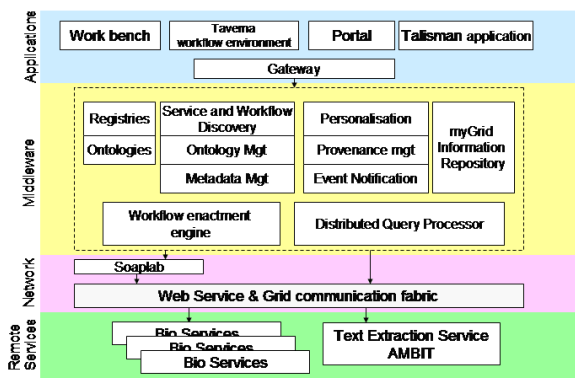 Applications
Work bench
Taverna
workflow environment
Portal
Talisman application
Gateway
Middleware
Registries
Ontologies
Service and Workflow
Discovery
Ontology Mgt
Metadata Mgt
Personalisation
Provenance mgt
Event Notification
myGrid
Information
Repository
Workflow enactment
engine
Distributed Query Processor
Network
Soaplab
Web Service & Grid communication fabric
Remote
Services
Bio Services
Bio Services
Bio Services
Text Extraction Service
AMBIT